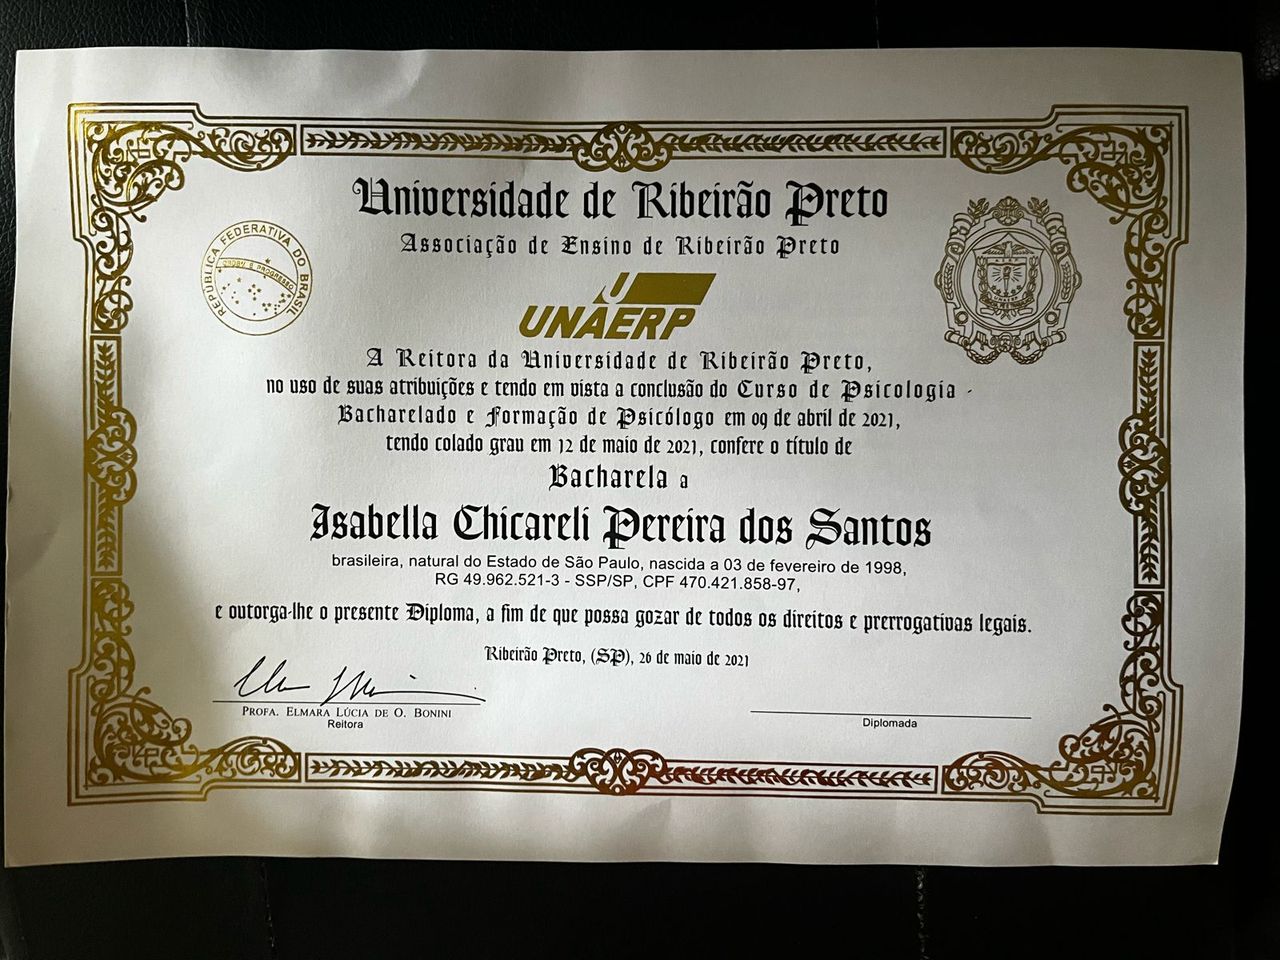 Universidade de Ribeirão Preto
Associação de Ensino de Ribeirão Preto
REPÚBLICA FEDERATIVA DO BRASIL
ORDEM E PROGRESSO
U
UNAERP
A Reitora da Universidade de Ribeirão Preto,
no uso de suas atribuições e tendo em vista a conclusão do Curso de Psicologia -
Bacharelado e Formação de Psicólogo em 09 de abril de 2021,
tendo colado grau em 12 de maio de 2021, confere o título de
Bacharela a
Isabella Chicareli Pereira dos Santos
brasileira, natural do Estado de São Paulo, nascida a 03 de fevereiro de 1998,
RG 49.962.521-3 - SSP/SP, CPF 470.421.858-97,
e outorga-lhe o presente Diploma, a fim de que possa gozar de todos os direitos e prerrogativas legais.
Ribeirão Preto, (SP), 26 de maio de 2021
PROFA. ELMARA LÚCIA DE O. BONINI
Reitora
Diplomada